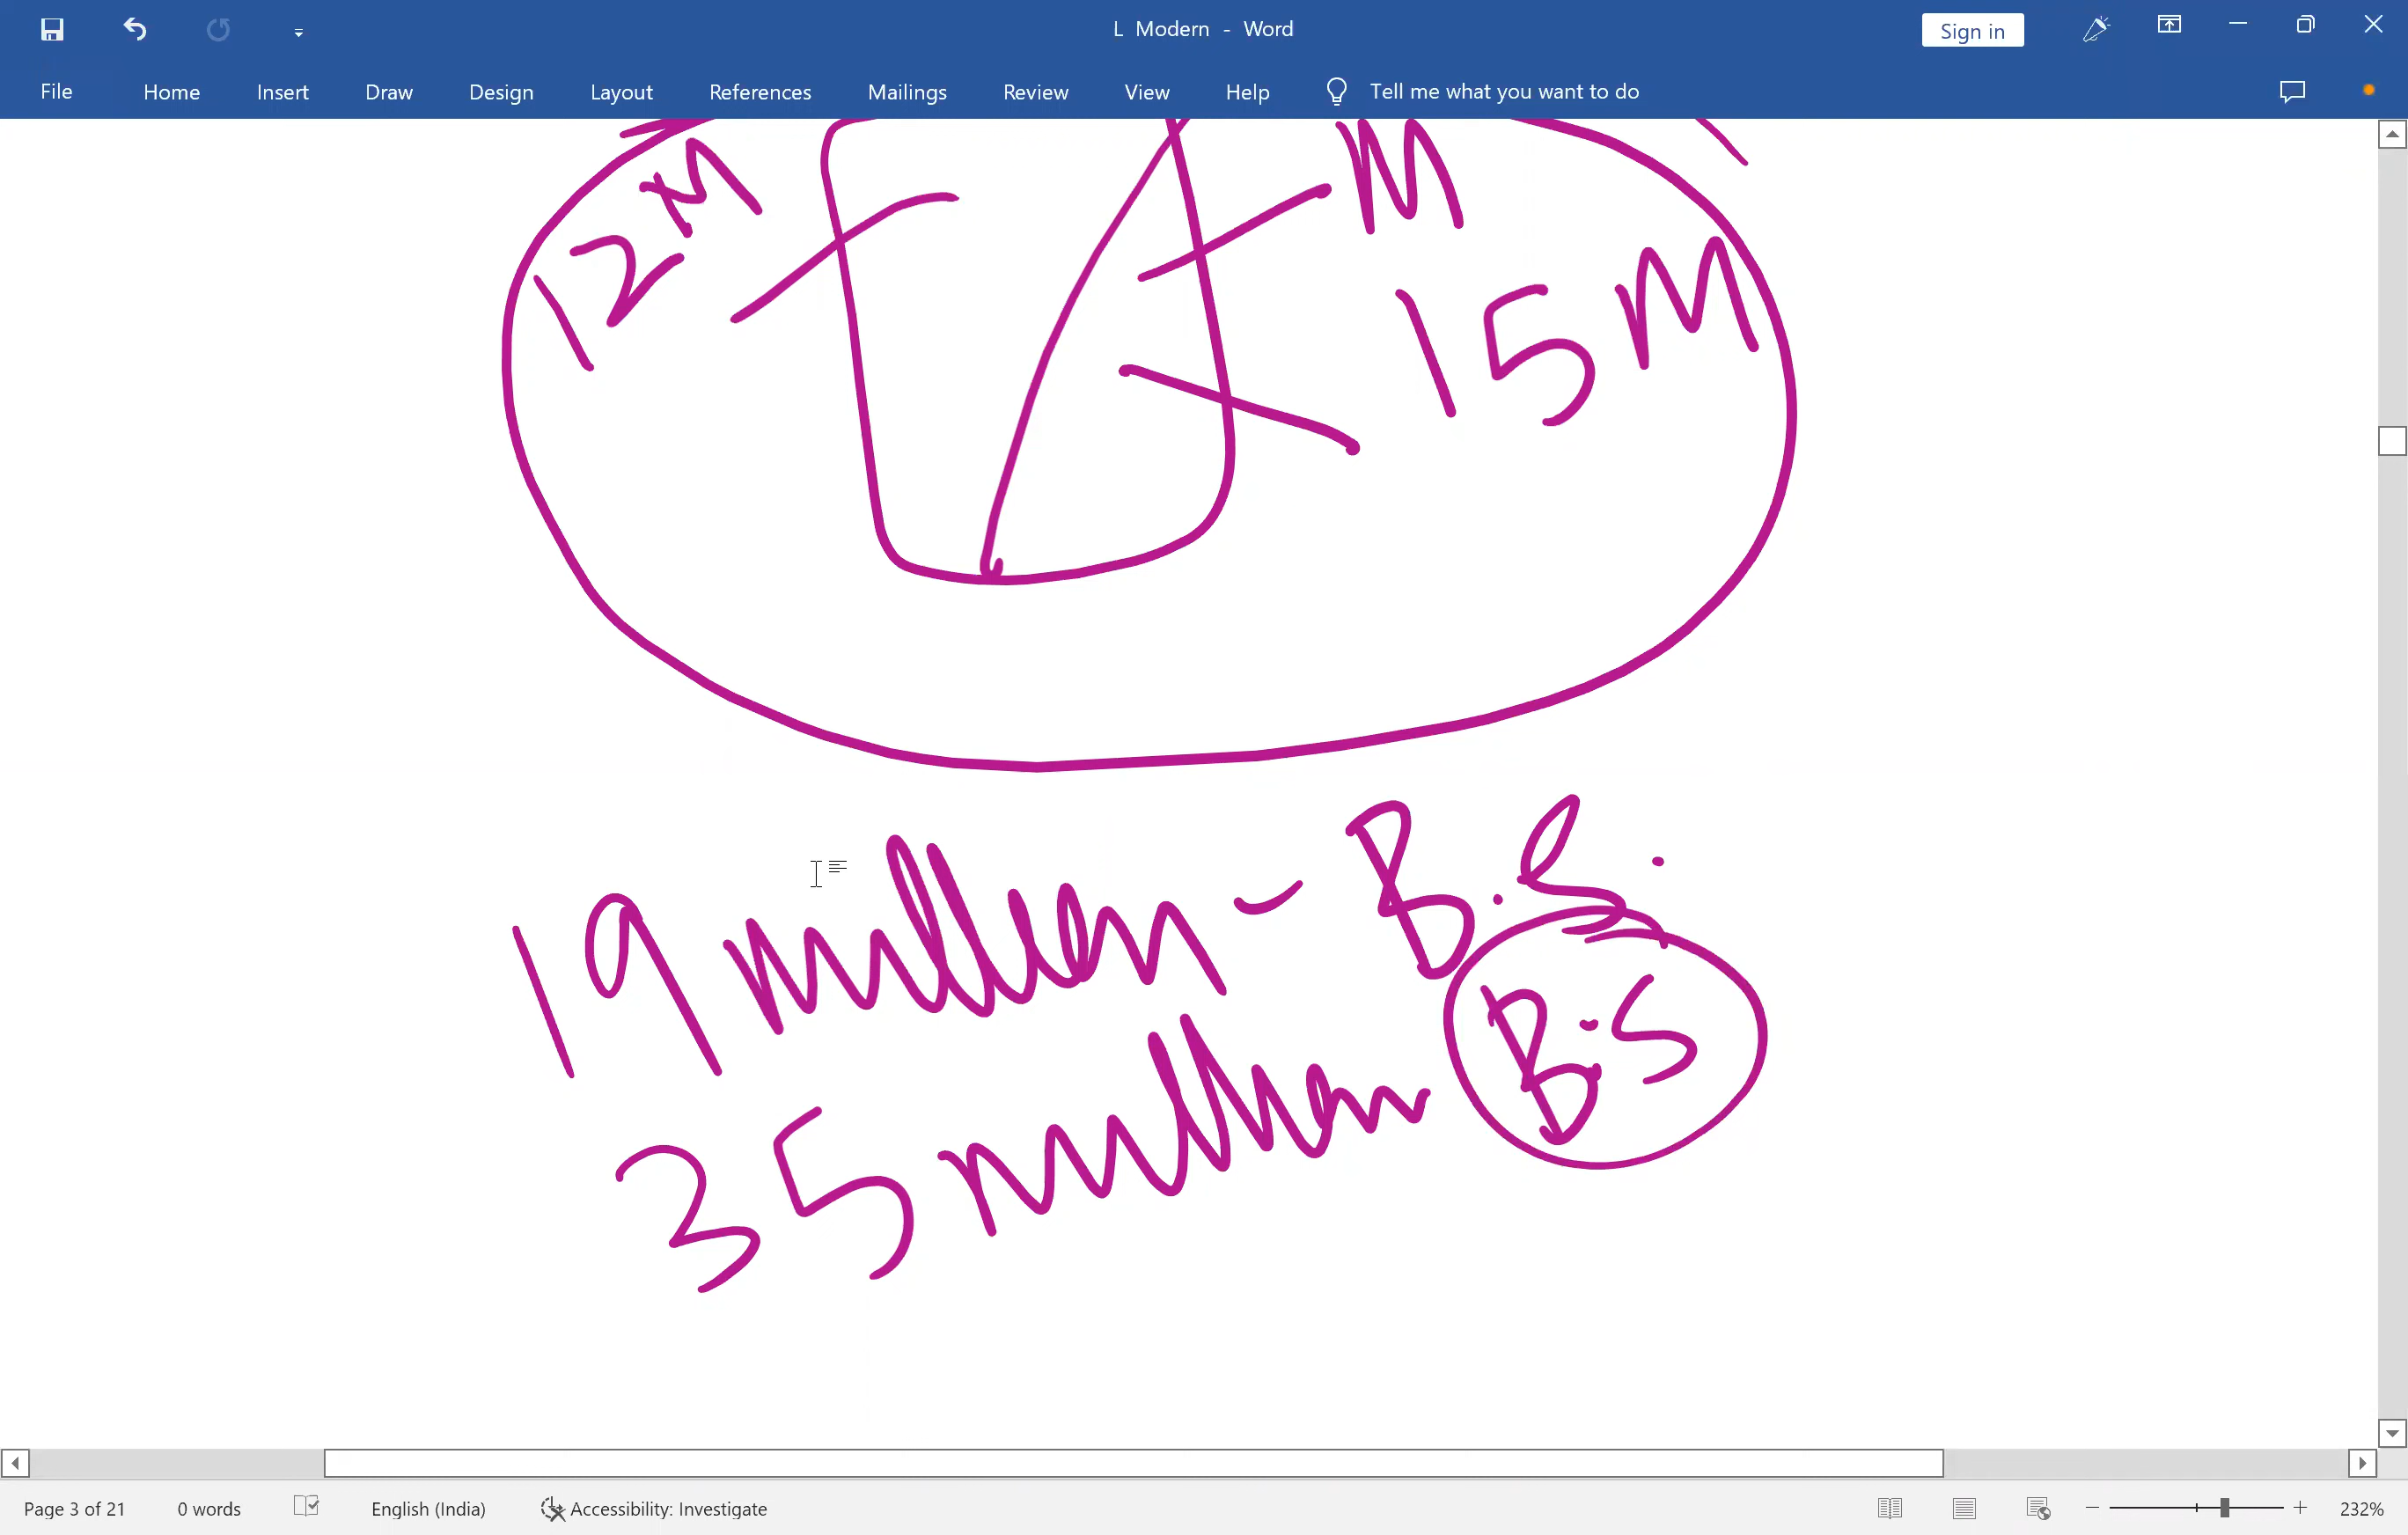 L Modern - Word
Sign in
File Home Insert Draw Design Layout References Mailings Review View Help Tell me what you want to do
12M
M
15M
19 million - B.S.
35 million B.S
Page 3 of 21 0 words English (India) Accessibility: Investigate 232%